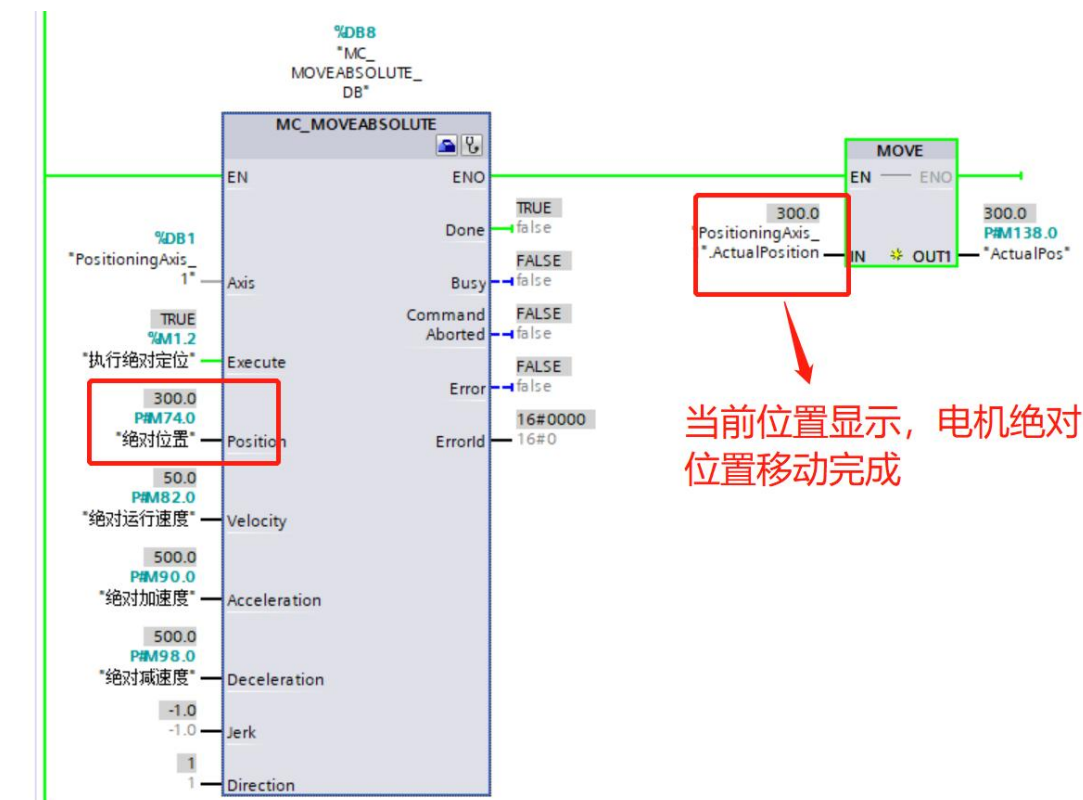 %DB8
"MC_
MOVEABSOLUTE_
DB"
MC_MOVEABSOLUTE
EN
ENO
%DB1
"PositioningAxis_
1"
Axis
TRUE
%M1.2
"执行绝对定位"
Execute
300.0
P#M74.0
"绝对位置"
Position
50.0
P#M82.0
"绝对运行速度"
Velocity
500.0
P#M90.0
"绝对加速度"
Acceleration
500.0
P#M98.0
"绝对减速度"
Deceleration
-1.0
-1.0
Jerk
1
1
Direction
TRUE
Done
false
FALSE
Busy
false
Command
Aborted
FALSE
false
FALSE
Error
false
16#0000
ErrorId
16#0
MOVE
EN
ENO
300.0
"PositioningAxis_
".ActualPosition
IN
OUT1
300.0
P#M138.0
"ActualPos"
当前位置显示，电机绝对
位置移动完成